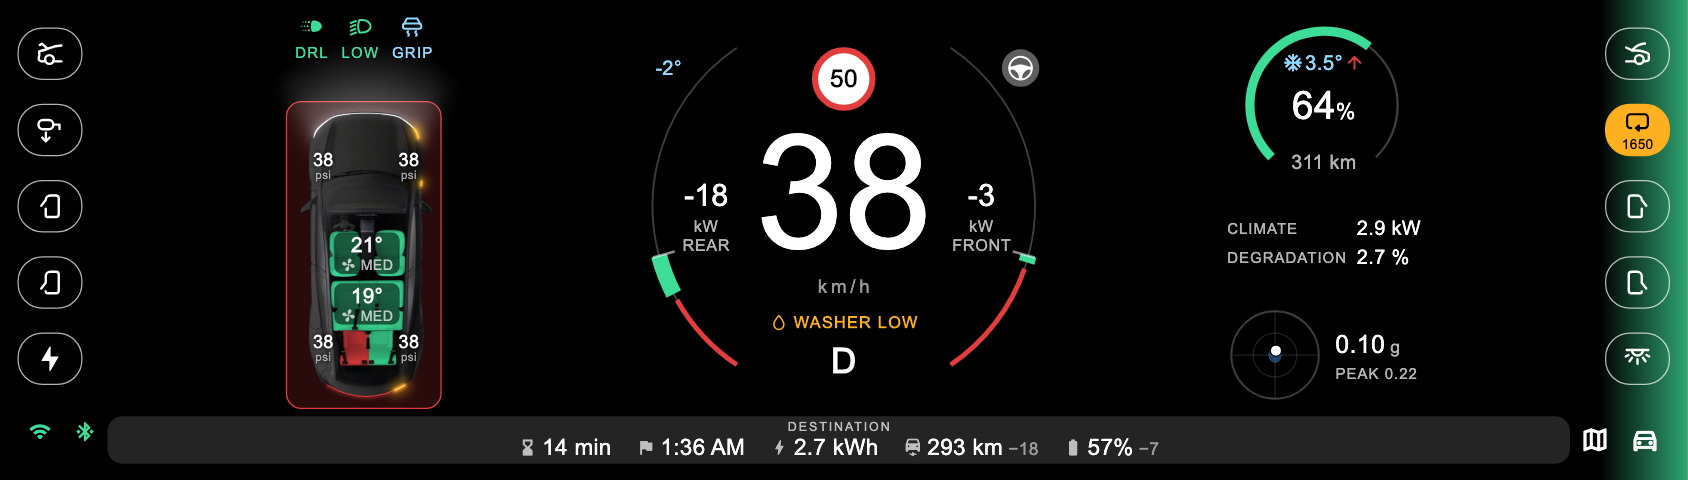 DRL LOW GRIP
38 psi 38 psi
21°
MED
19°
MED
38 psi 38 psi
-2°
50
38
km/h
-18
kW
REAR
-3
kW
FRONT
WASHER LOW
D
3.5°
64%
311 km
CLIMATE 2.9 kW
DEGRADATION 2.7 %
0.10 g
PEAK 0.22
1650
DESTINATION
14 min 1:36 AM 2.7 kWh 293 km −18 57% −7